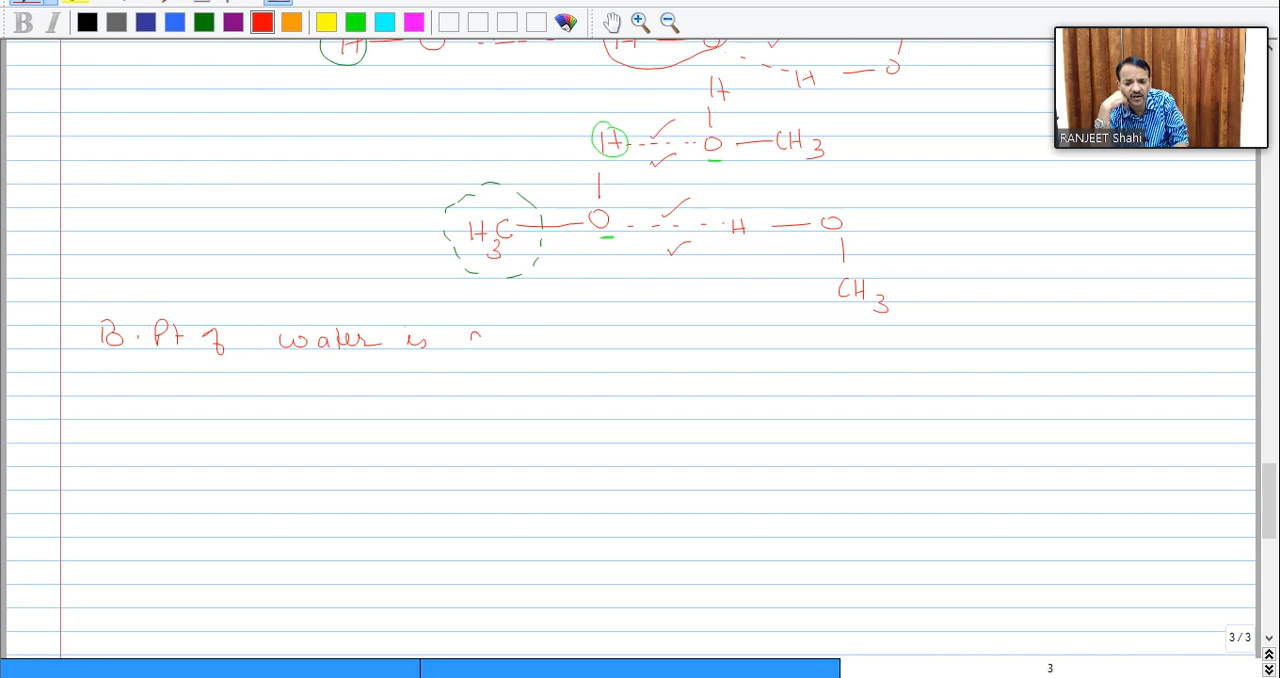 B I
H O H O
H O
H
H O CH3
H3C O H O
CH3
B. Pt of water is
RANJEET Shahi
3 / 3
3